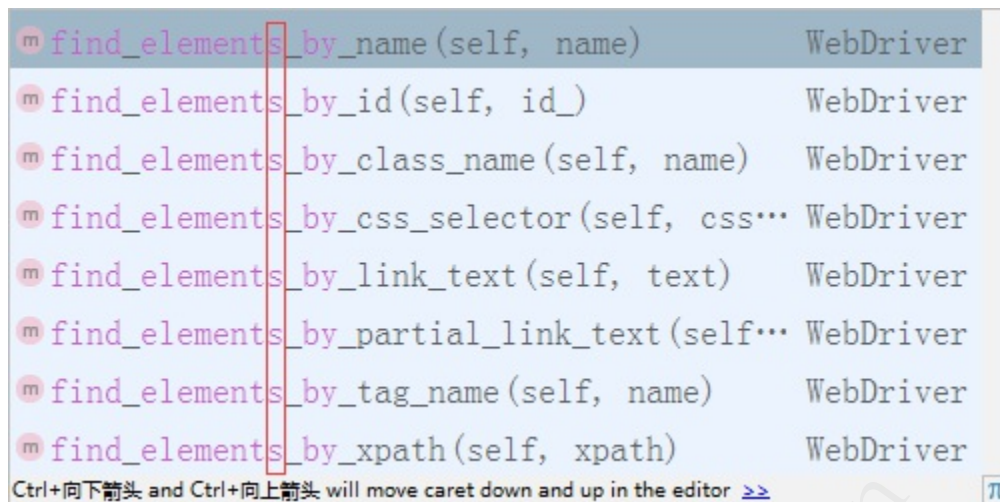 m find_elements_by_name(self, name) WebDriver
m find_elements_by_id(self, id_) WebDriver
m find_elements_by_class_name(self, name) WebDriver
m find_elements_by_css_selector(self, css… WebDriver
m find_elements_by_link_text(self, text) WebDriver
m find_elements_by_partial_link_text(self… WebDriver
m find_elements_by_tag_name(self, name) WebDriver
m find_elements_by_xpath(self, xpath) WebDriver
Ctrl+向下箭头 and Ctrl+向上箭头 will move caret down and up in the editor >> π